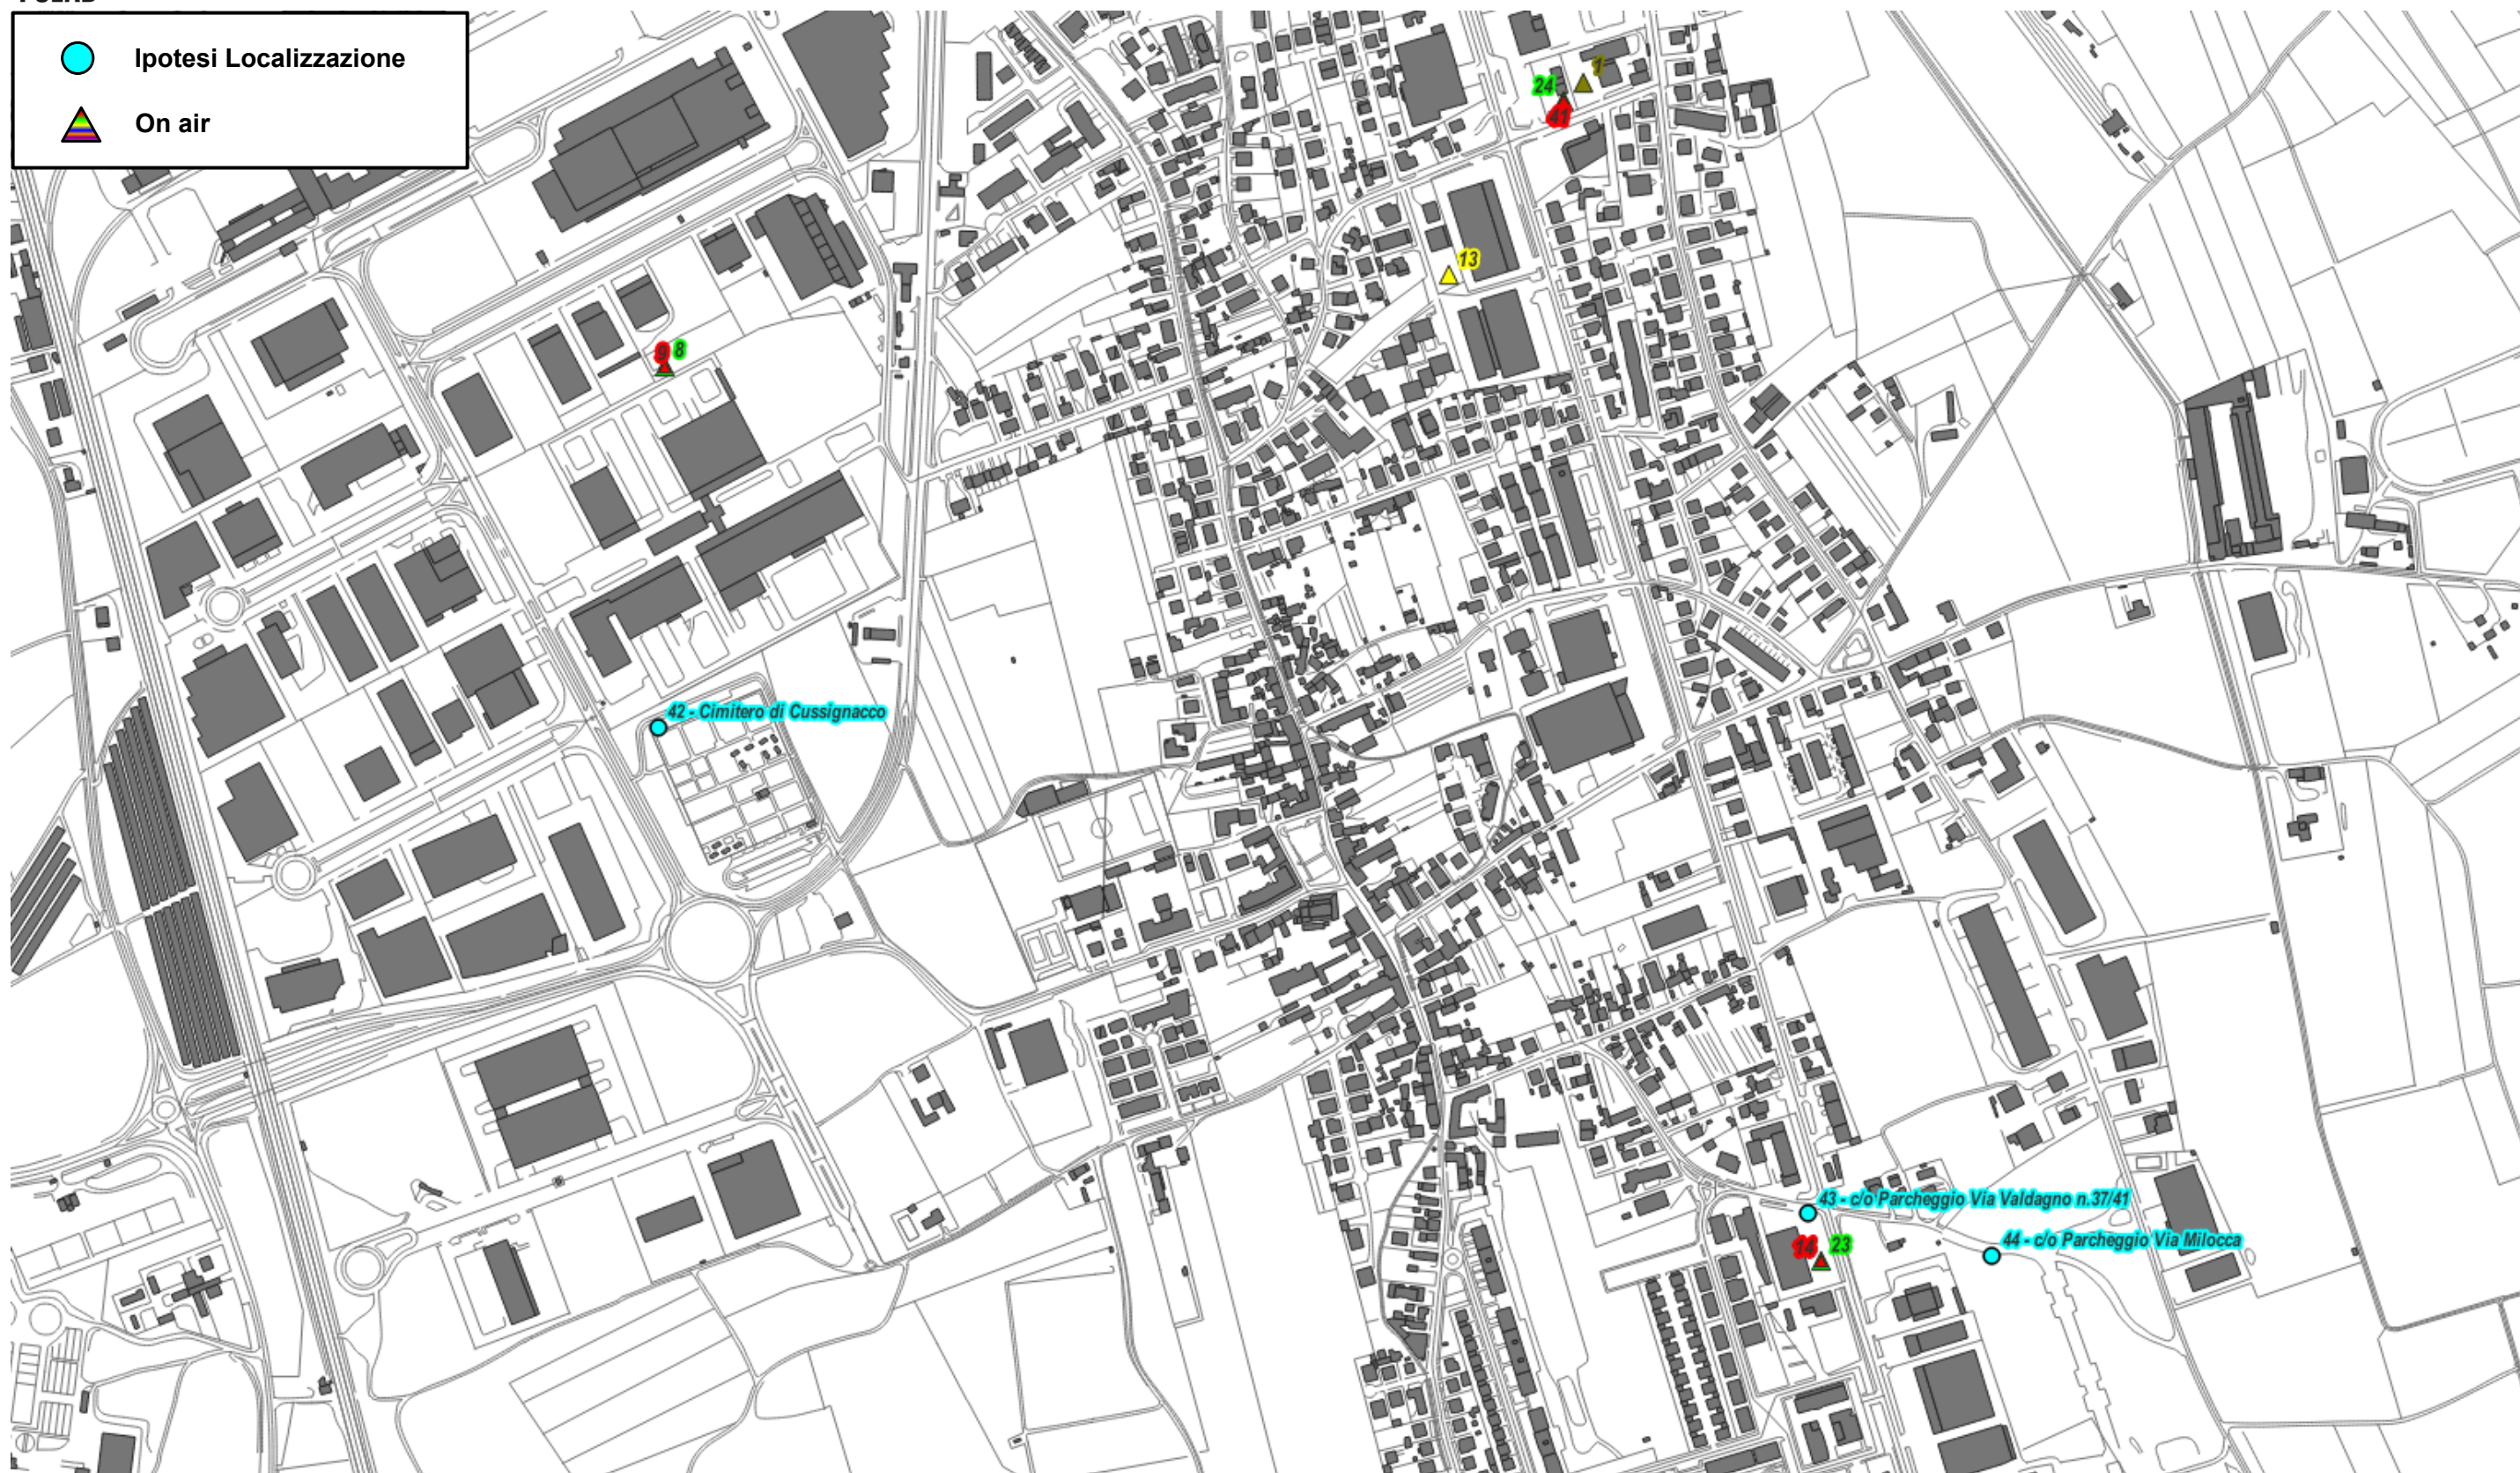 Ipotesi Localizzazione
On air
1
24
41
13
9 8
42 - Cimitero di Cussignacco
43 - c/o Parcheggio Via Valdagno n.37/41
44 - c/o Parcheggio Via Milocca
14 23